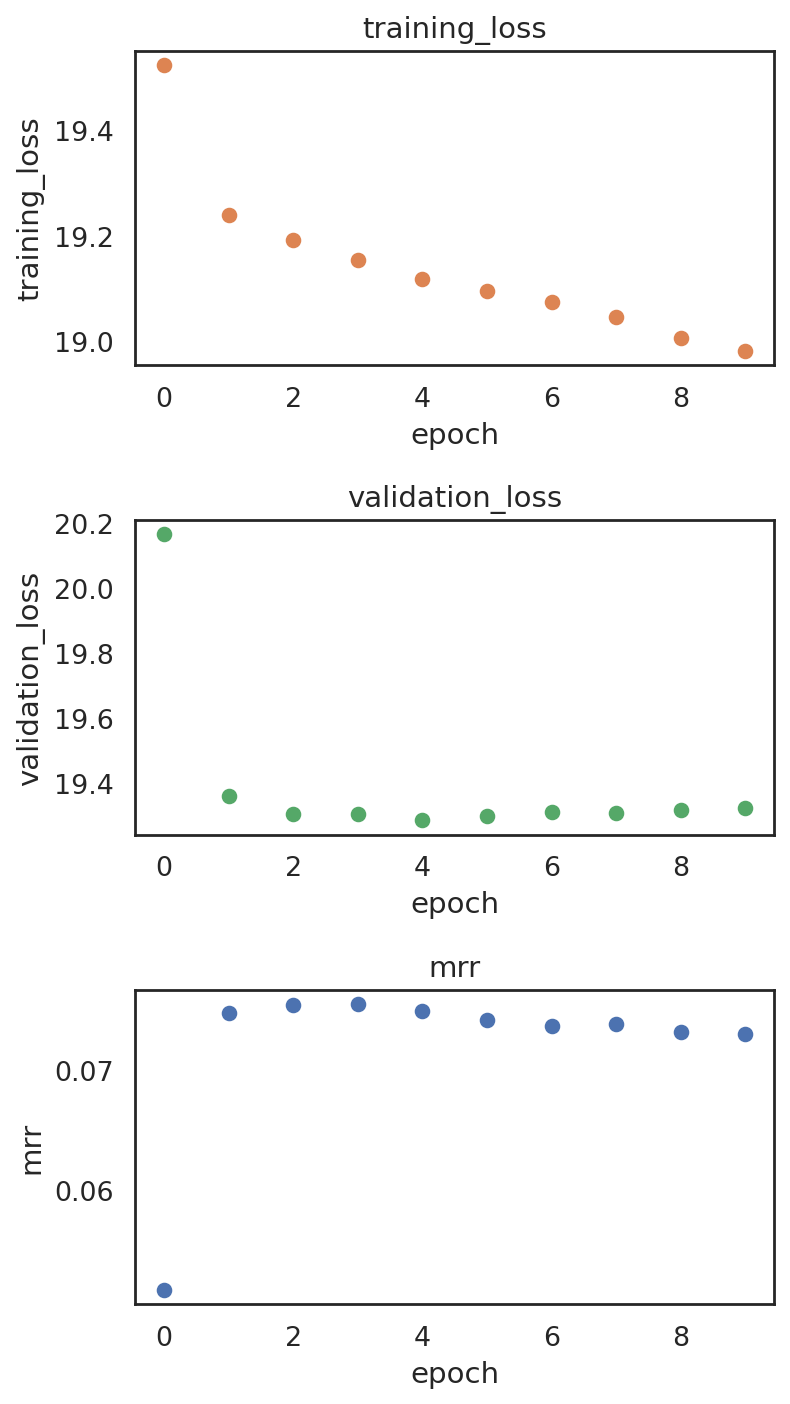 training_loss
19.4
19.2
19.0
training_loss
0 2 4 6 8
epoch
validation_loss
20.2
20.0
19.8
19.6
19.4
validation_loss
0 2 4 6 8
epoch
mrr
0.07
0.06
mrr
0 2 4 6 8
epoch